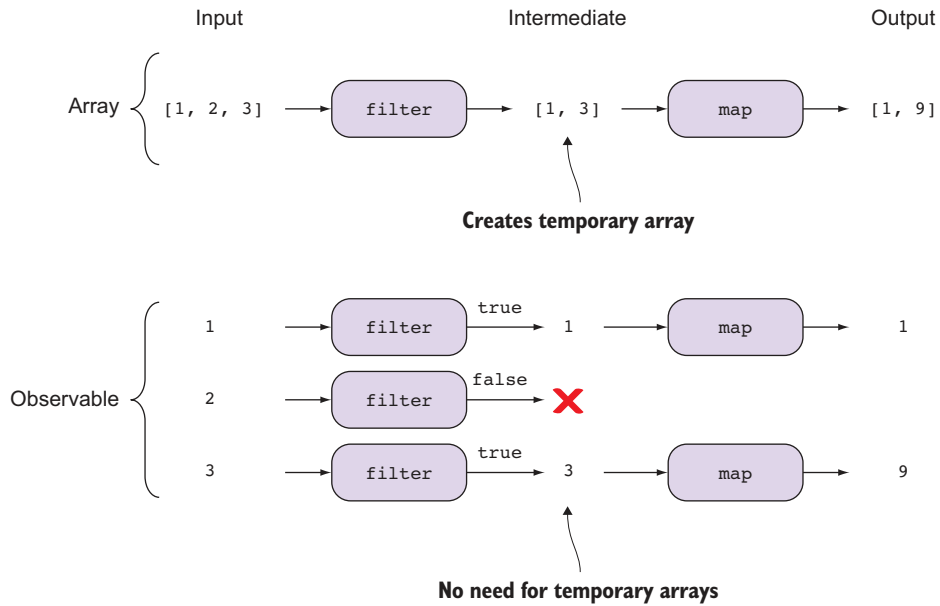 Input Intermediate Output
Array [1, 2, 3] filter [1, 3] map [1, 9]
Creates temporary array
Observable
1 filter true 1 map 1
2 filter false
3 filter true 3 map 9
No need for temporary arrays